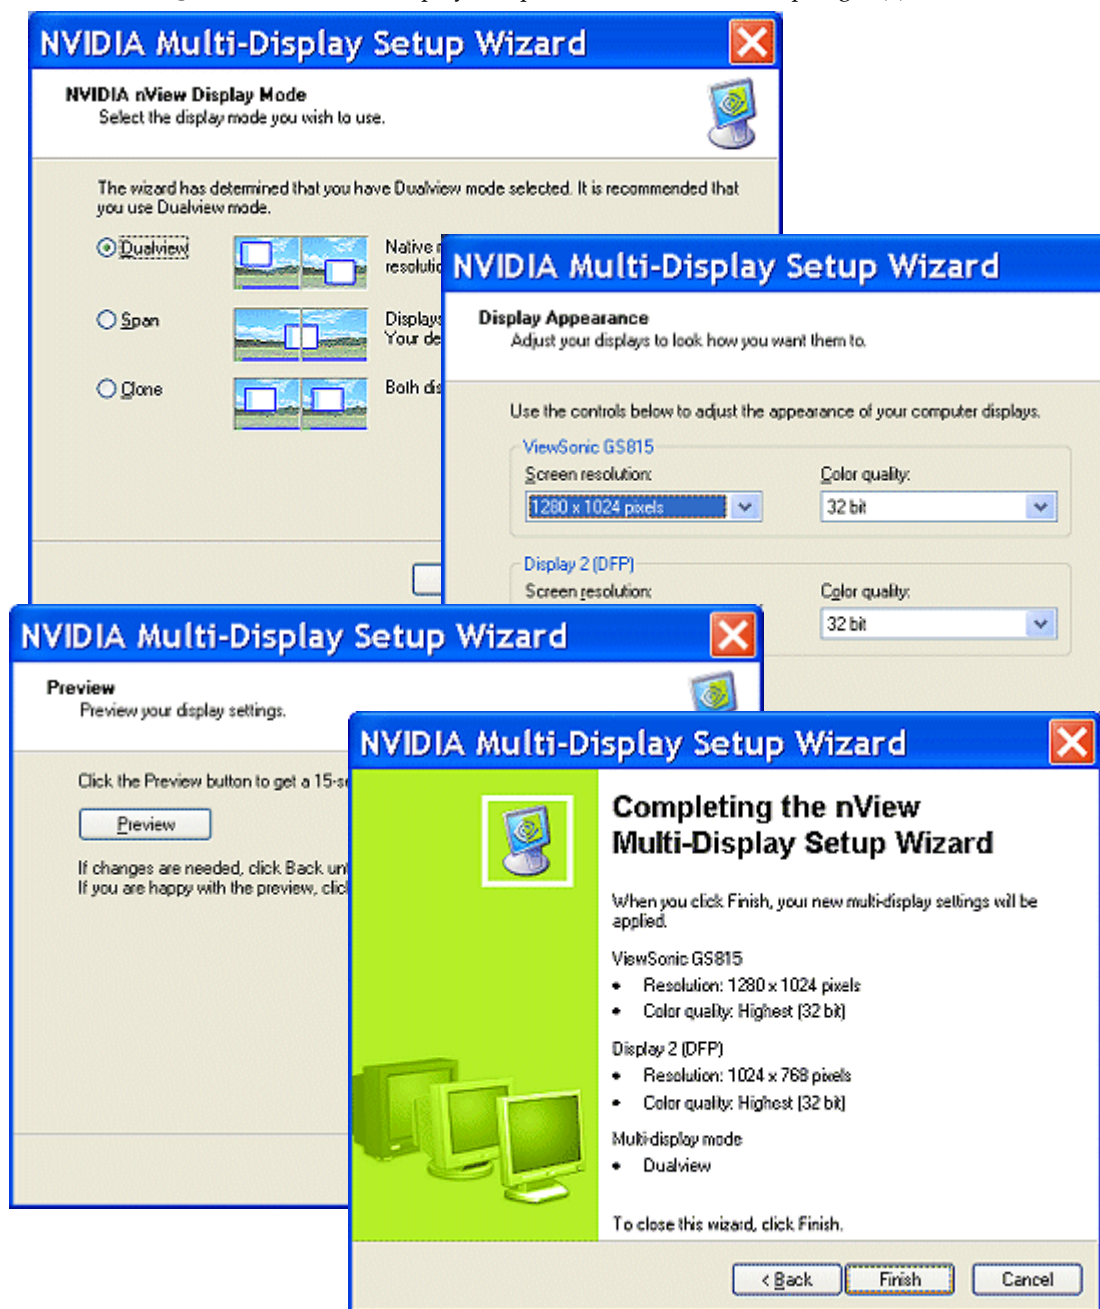 NVIDIA Multi-Display Setup Wizard
NVIDIA nView Display Mode
Select the display mode you wish to use.
The wizard has determined that you have Dualview mode selected. It is recommended that
you use Dualview mode.
Dualview
Native
Span
Displays
Your de
Clone
Both dis
NVIDIA Multi-Display Setup Wizard
Display Appearance
Adjust your displays to look how you want them to.
Use the controls below to adjust the appearance of your computer displays.
ViewSonic GS815
Screen resolution: Color quality:
1280 x 1024 pixels 32 bit
Display 2 (DFP)
Screen resolution: Color quality:
32 bit
NVIDIA Multi-Display Setup Wizard
Preview
Preview your display settings.
Click the Preview button to get a 15-se
Preview
If changes are needed, click Back unt
If you are happy with the preview, clic
NVIDIA Multi-Display Setup Wizard
Completing the nView
Multi-Display Setup Wizard
When you click Finish, your new multi-display settings will be
applied.
ViewSonic GS815
• Resolution: 1280 x 1024 pixels
• Color quality: Highest (32 bit)
Display 2 (DFP)
• Resolution: 1024 x 768 pixels
• Color quality: Highest (32 bit)
Multi-display mode
• Dualview
To close this wizard, click Finish.
< Back Finish Cancel